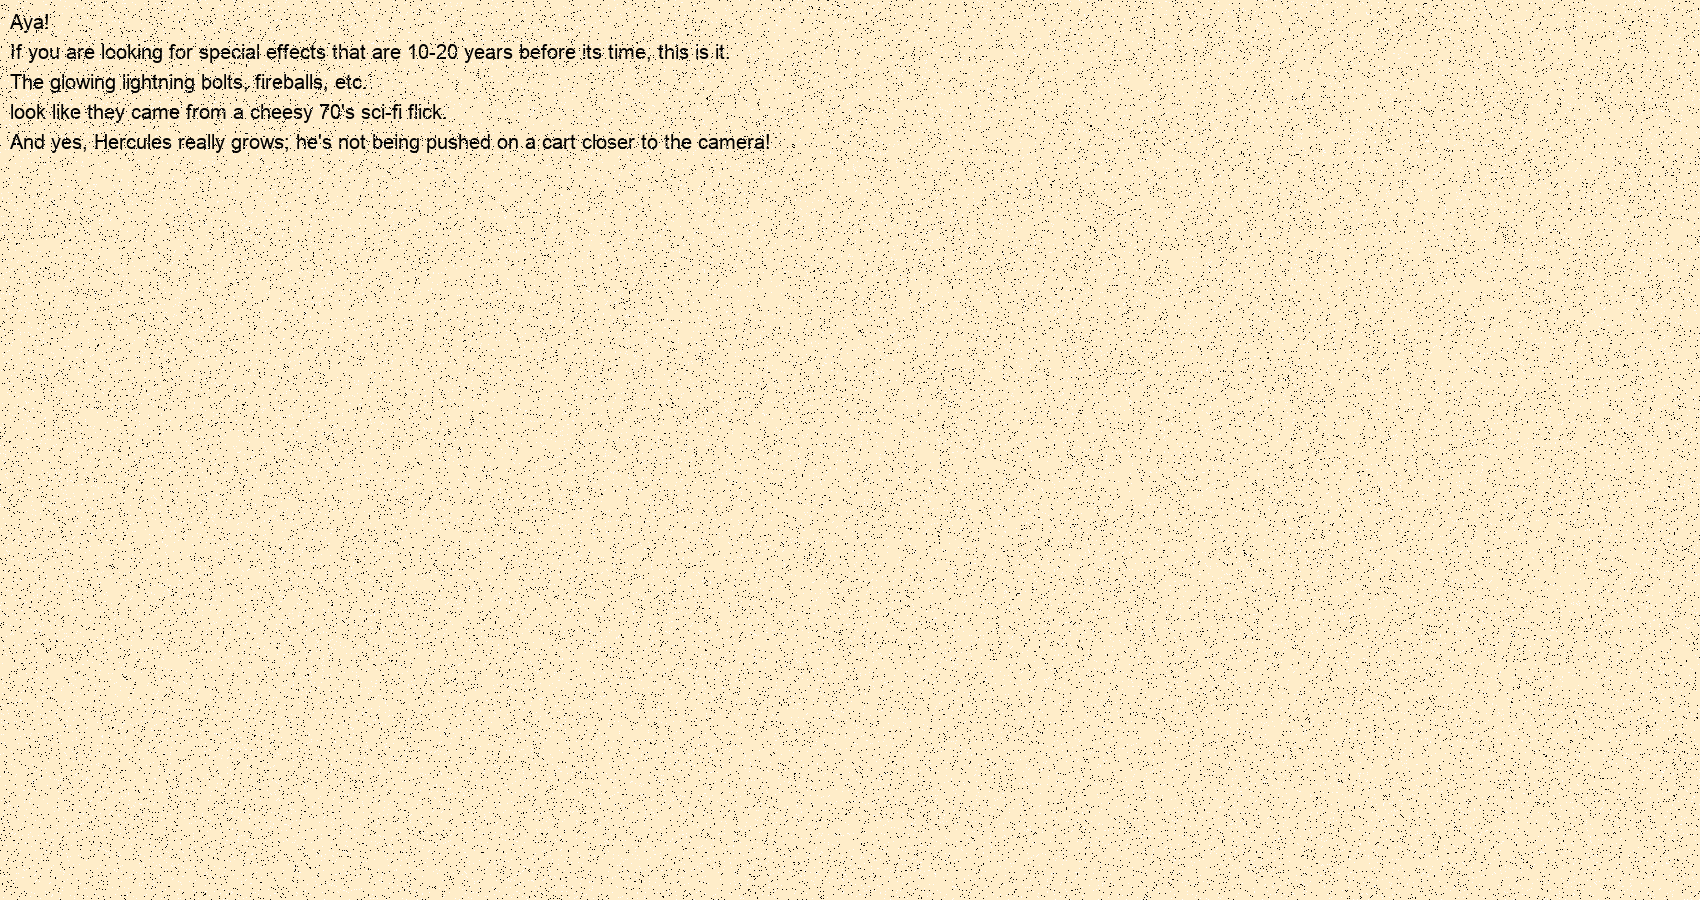 Aya!
If you are looking for special effects that are 10-20 years before its time, this is it.
The glowing lightning bolts, fireballs, etc.
look like they came from a cheesy 70's sci-fi flick.
And yes, Hercules really grows; he's not being pushed on a cart closer to the camera!